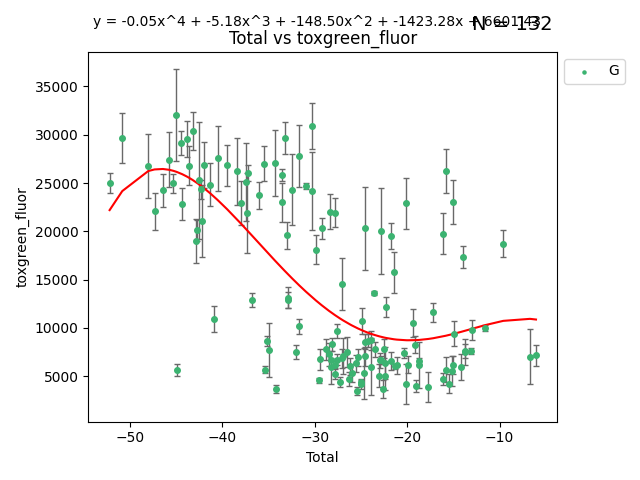 y = -0.05x^4 + -5.18x^3 + -148.50x^2 + -1423.28x +
N = 132
Total vs toxgreen_fluor
G
35000
30000
25000
20000
15000
10000
5000
toxgreen_fluor
−50 −40 −30 −20 −10
Total